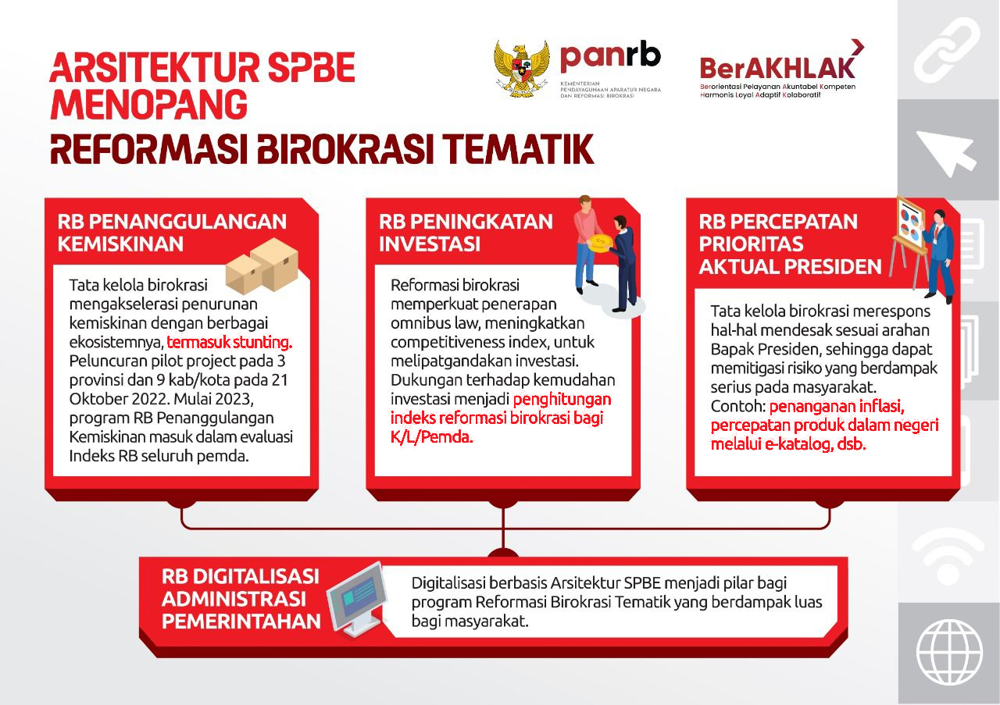 ARSITEKTUR SPBE
MENOPANG
REFORMASI BIROKRASI TEMATIK
panrb
KEMENTERIAN
PENDAYAGUNAAN APARATUR NEGARA
DAN REFORMASI BIROKRASI
BerAKHLAK
Berorientasi Pelayanan Akuntabel Kompeten
Harmonis Loyal Adaptif Kolaboratif
RB PENANGGULANGAN
KEMISKINAN
Tata kelola birokrasi
mengakselerasi penurunan
kemiskinan dengan berbagai
ekosistemnya, termasuk stunting.
Peluncuran pilot project pada 3
provinsi dan 9 kab/kota pada 21
Oktober 2022. Mulai 2023,
program RB Penanggulangan
Kemiskinan masuk dalam evaluasi
Indeks RB seluruh pemda.
RB PENINGKATAN
INVESTASI
Reformasi birokrasi
memperkuat penerapan
omnibus law, meningkatkan
competitiveness index, untuk
melipatgandakan investasi.
Dukungan terhadap kemudahan
investasi menjadi penghitungan
indeks reformasi birokrasi bagi
K/L/Pemda.
RB PERCEPATAN
PRIORITAS
AKTUAL PRESIDEN
Tata kelola birokrasi merespons
hal-hal mendesak sesuai arahan
Bapak Presiden, sehingga dapat
memitigasi risiko yang berdampak
serius pada masyarakat.
Contoh: penanganan inflasi,
percepatan produk dalam negeri
melalui e-katalog, dsb.
RB DIGITALISASI
ADMINISTRASI
PEMERINTAHAN
Digitalisasi berbasis Arsitektur SPBE menjadi pilar bagi
program Reformasi Birokrasi Tematik yang berdampak luas
bagi masyarakat.